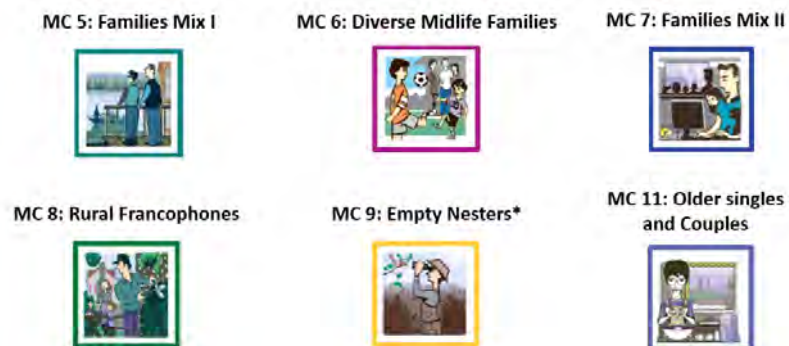 MC 5: Families Mix I
MC 6: Diverse Midlife Families
MC 7: Families Mix II
MC 8: Rural Francophones
MC 9: Empty Nesters*
MC 11: Older singles
and Couples